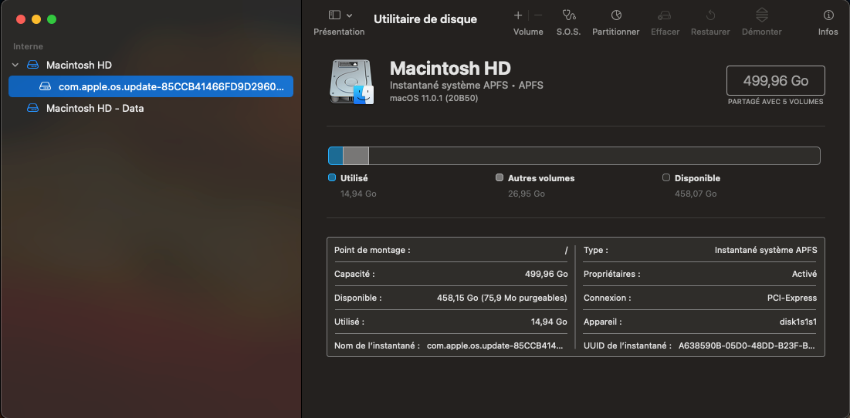 Utilitaire de disque
Présentation
Volume
S.O.S.
Partitionner
Effacer
Restaurer
Démonter
Infos
Interne
Macintosh HD
com.apple.os.update-85CCB41466FD9D2960...
Macintosh HD - Data
Macintosh HD
Instantané système APFS • APFS
macOS 11.0.1 (20B50)
499,96 Go
PARTAGÉ AVEC 5 VOLUMES
Utilisé
14,94 Go
Autres volumes
26,95 Go
Disponible
458,07 Go
Point de montage : /
Capacité : 499,96 Go
Disponible : 458,15 Go (75,9 Mo purgeables)
Utilisé : 14,94 Go
Nom de l'instantané : com.apple.os.update-85CCB414...
Type : Instantané système APFS
Propriétaires : Activé
Connexion : PCI-Express
Appareil : disk1s1s1
UUID de l'instantané : A638590B-05D0-48DD-B23F-B...